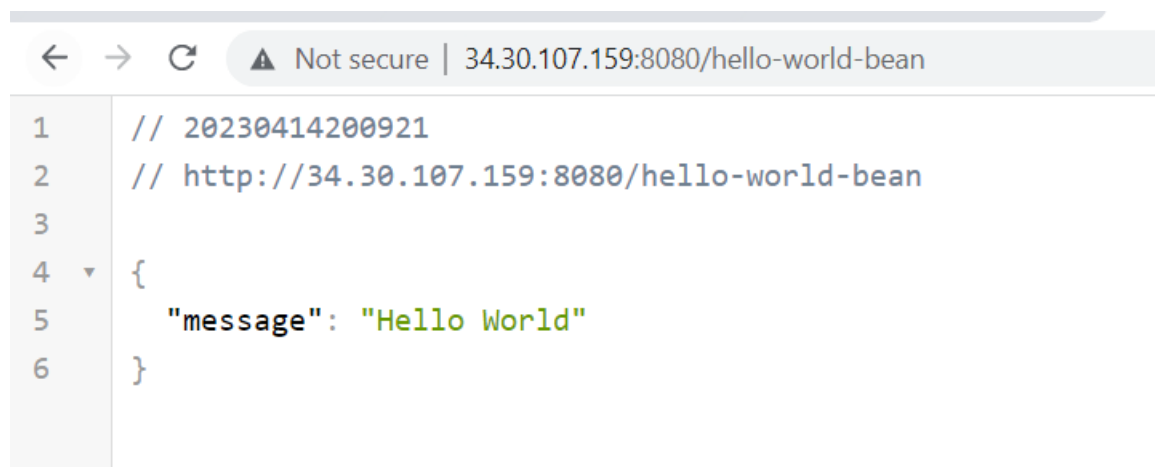 Not secure | 34.30.107.159:8080/hello-world-bean
1 // 20230414200921
2 // http://34.30.107.159:8080/hello-world-bean
3
4 {
5 "message": "Hello World"
6 }